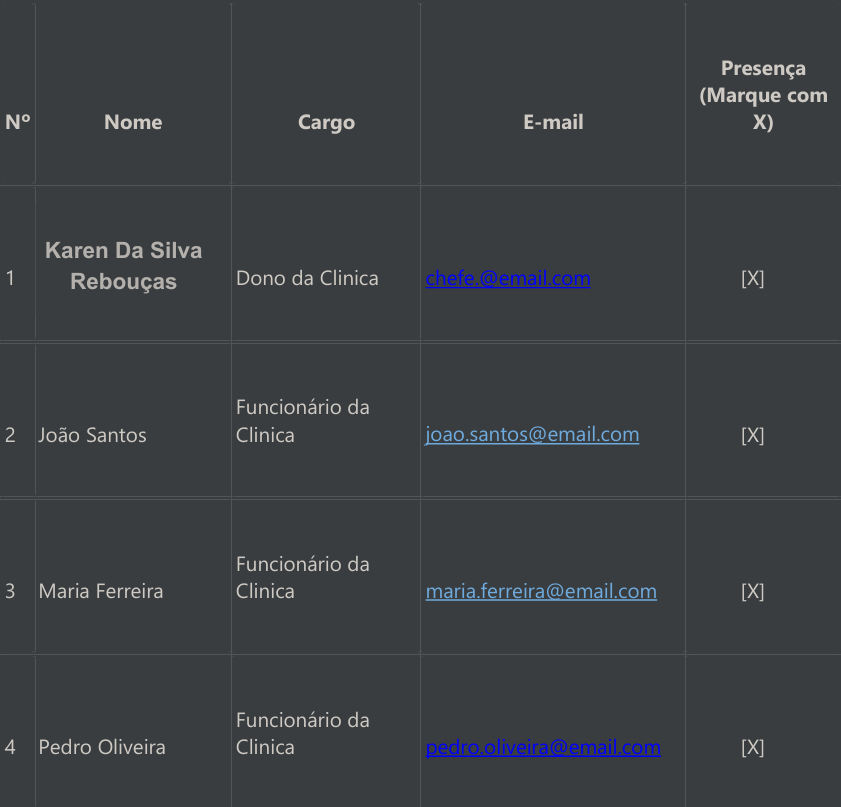 Nº Nome Cargo E-mail Presença
(Marque com
X)
1 Karen Da Silva
Rebouças Dono da Clinica chefe.@email.com [X]
2 João Santos Funcionário da
Clinica joao.santos@email.com [X]
3 Maria Ferreira Funcionário da
Clinica maria.ferreira@email.com [X]
4 Pedro Oliveira Funcionário da
Clinica pedro.oliveira@email.com [X]